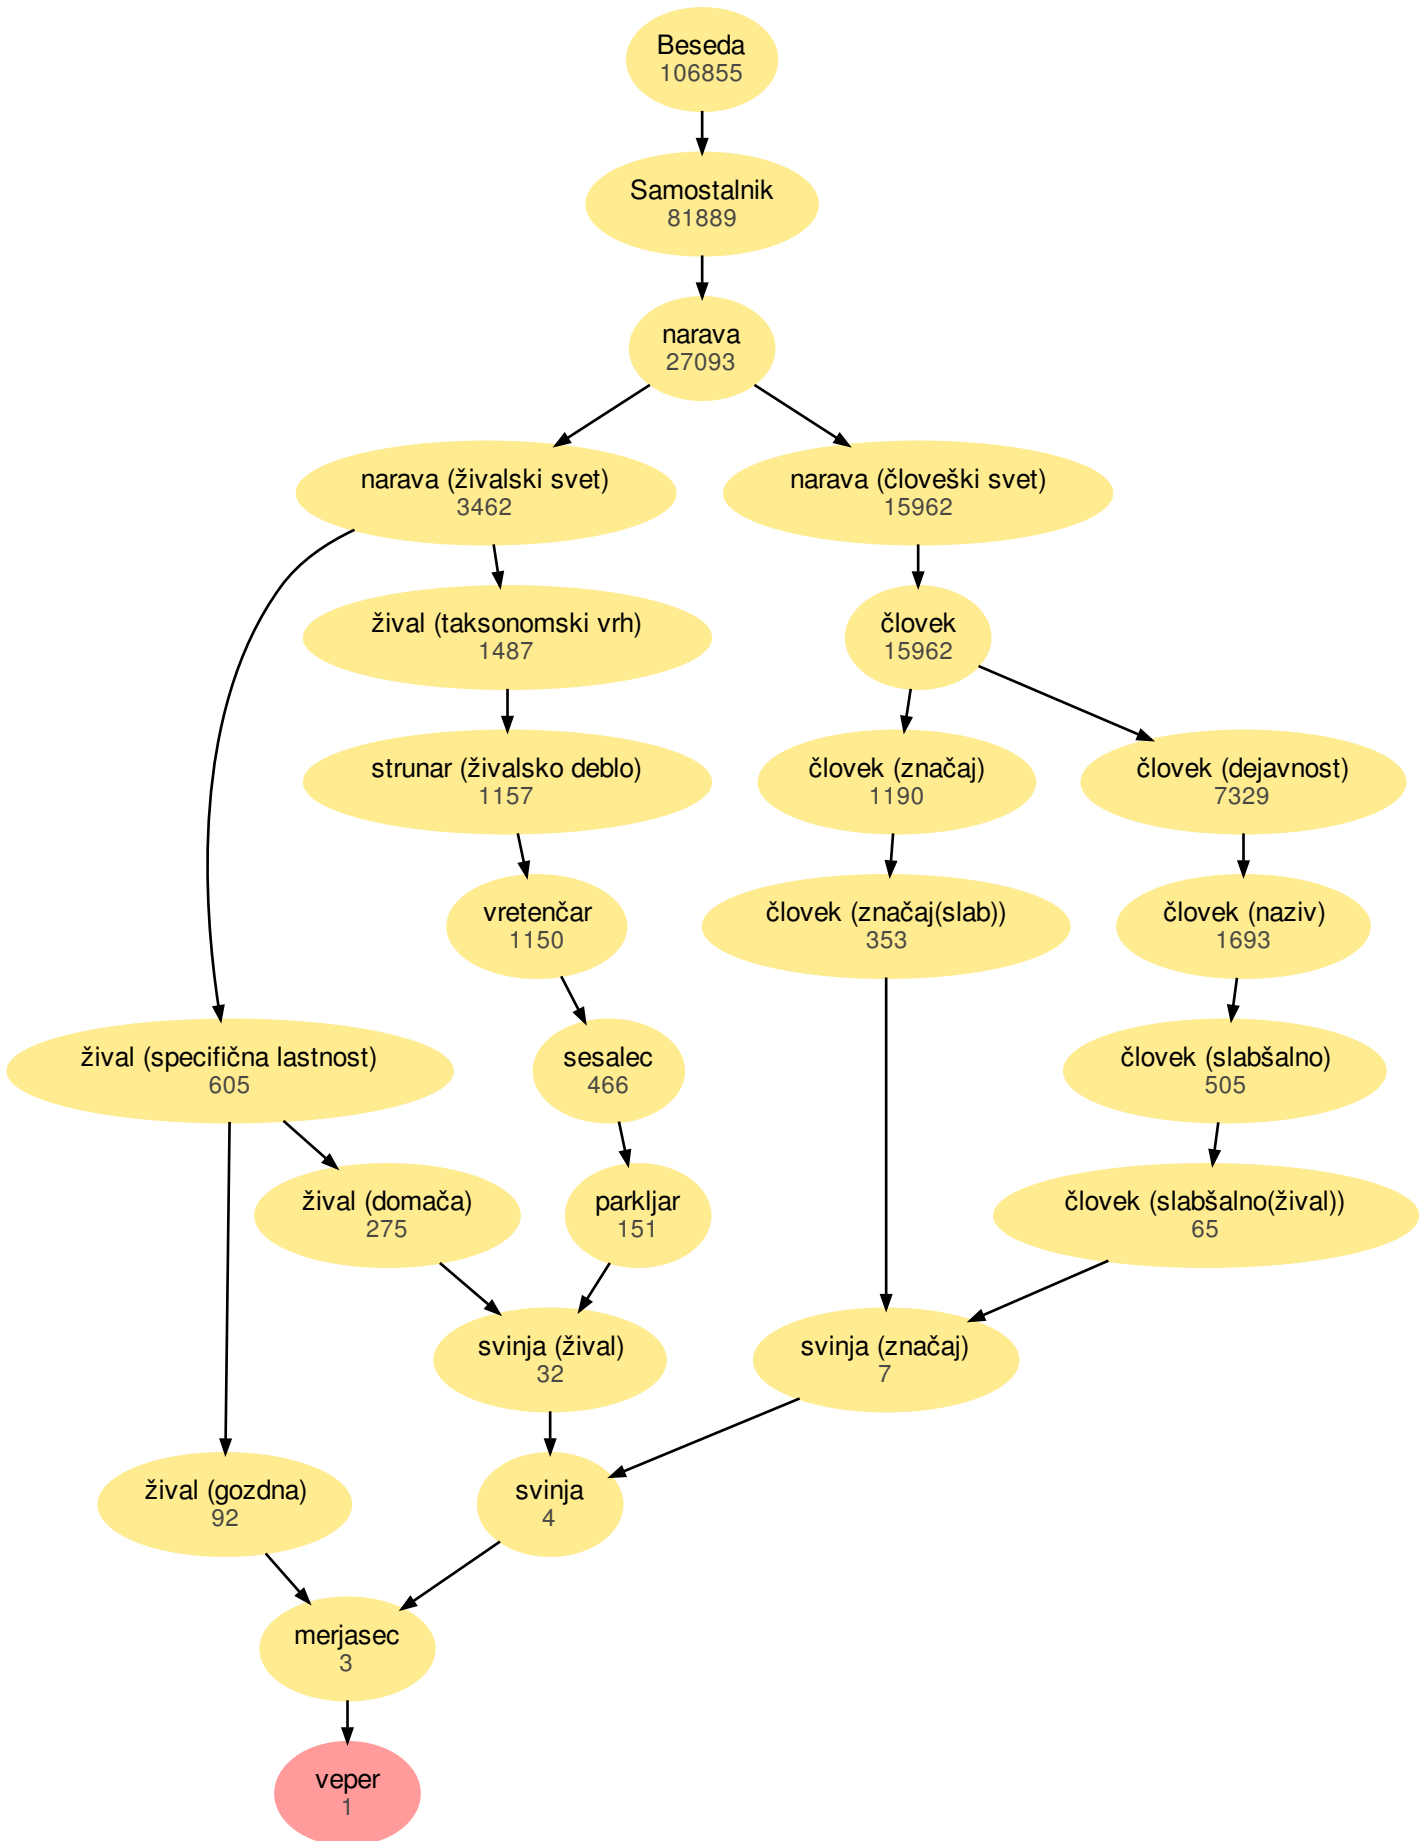 Beseda
106855
Samostalnik
81889
narava
27093
narava (živalski svet)
3462
narava (človeški svet)
15962
žival (taksonomski vrh)
1487
človek
15962
strunar (živalsko deblo)
1157
človek (značaj)
1190
človek (dejavnost)
7329
vretenčar
1150
človek (značaj(slab))
353
človek (naziv)
1693
žival (specifična lastnost)
605
sesalec
466
človek (slabšalno)
505
žival (domača)
275
parkljar
151
človek (slabšalno(žival))
65
svinja (žival)
32
svinja (značaj)
7
žival (gozdna)
92
svinja
4
merjasec
3
veper
1